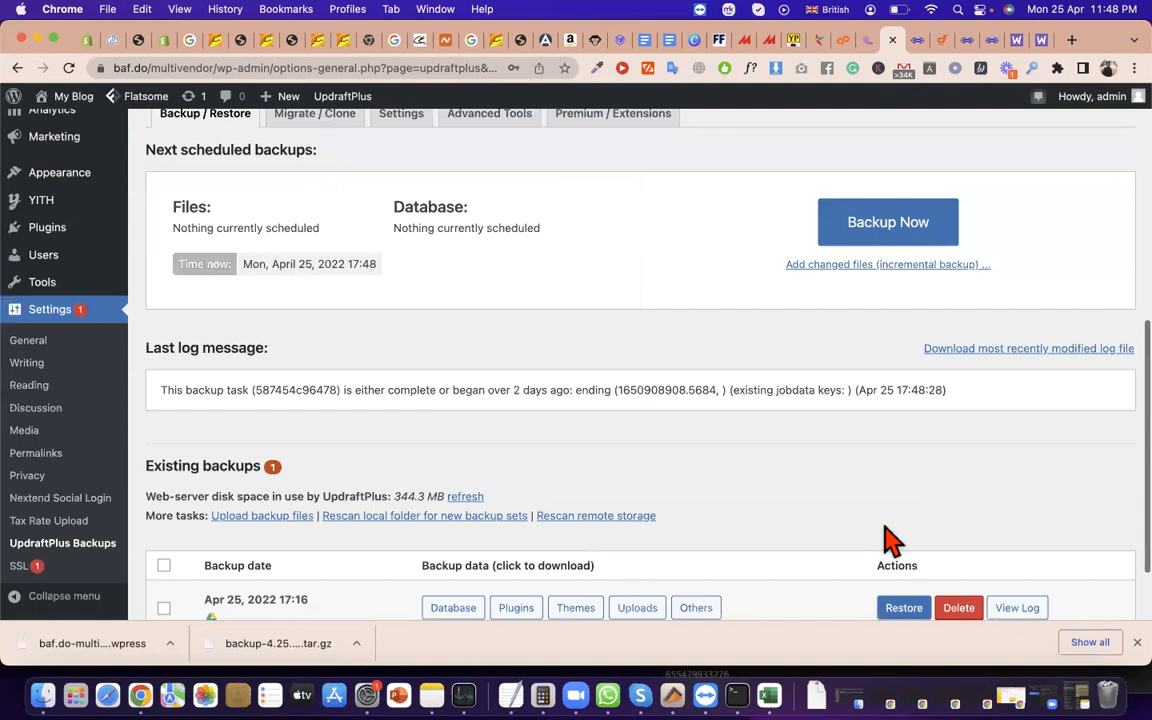 Chrome File Edit View History Bookmarks Profiles Tab Window Help British Mon 25 Apr 11:48 PM
baf.do/multivendor/wp-admin/options-general.php?page=updraftplus&...
>34K
My Blog Flatsome 1 0 New UpdraftPlus Howdy, admin
Analytics
Marketing
Appearance
YITH
Plugins
Users
Tools
Settings 1
General
Writing
Reading
Discussion
Media
Permalinks
Privacy
Nextend Social Login
Tax Rate Upload
UpdraftPlus Backups
SSL 1
Collapse menu
Backup / Restore Migrate / Clone Settings Advanced Tools Premium / Extensions
Next scheduled backups:
Files: Database:
Nothing currently scheduled Nothing currently scheduled
Backup Now
Time now: Mon, April 25, 2022 17:48
Add changed files (incremental backup) ...
Last log message: Download most recently modified log file
This backup task (587454c96478) is either complete or began over 2 days ago: ending (1650908908.5684, ) (existing jobdata keys: ) (Apr 25 17:48:28)
Existing backups 1
Web-server disk space in use by UpdraftPlus: 344.3 MB refresh
More tasks: Upload backup files | Rescan local folder for new backup sets | Rescan remote storage
Backup date Backup data (click to download) Actions
Apr 25, 2022 17:16 Database Plugins Themes Uploads Others Restore Delete View Log
baf.do-multi....wpress backup-4.25.....tar.gz Show all